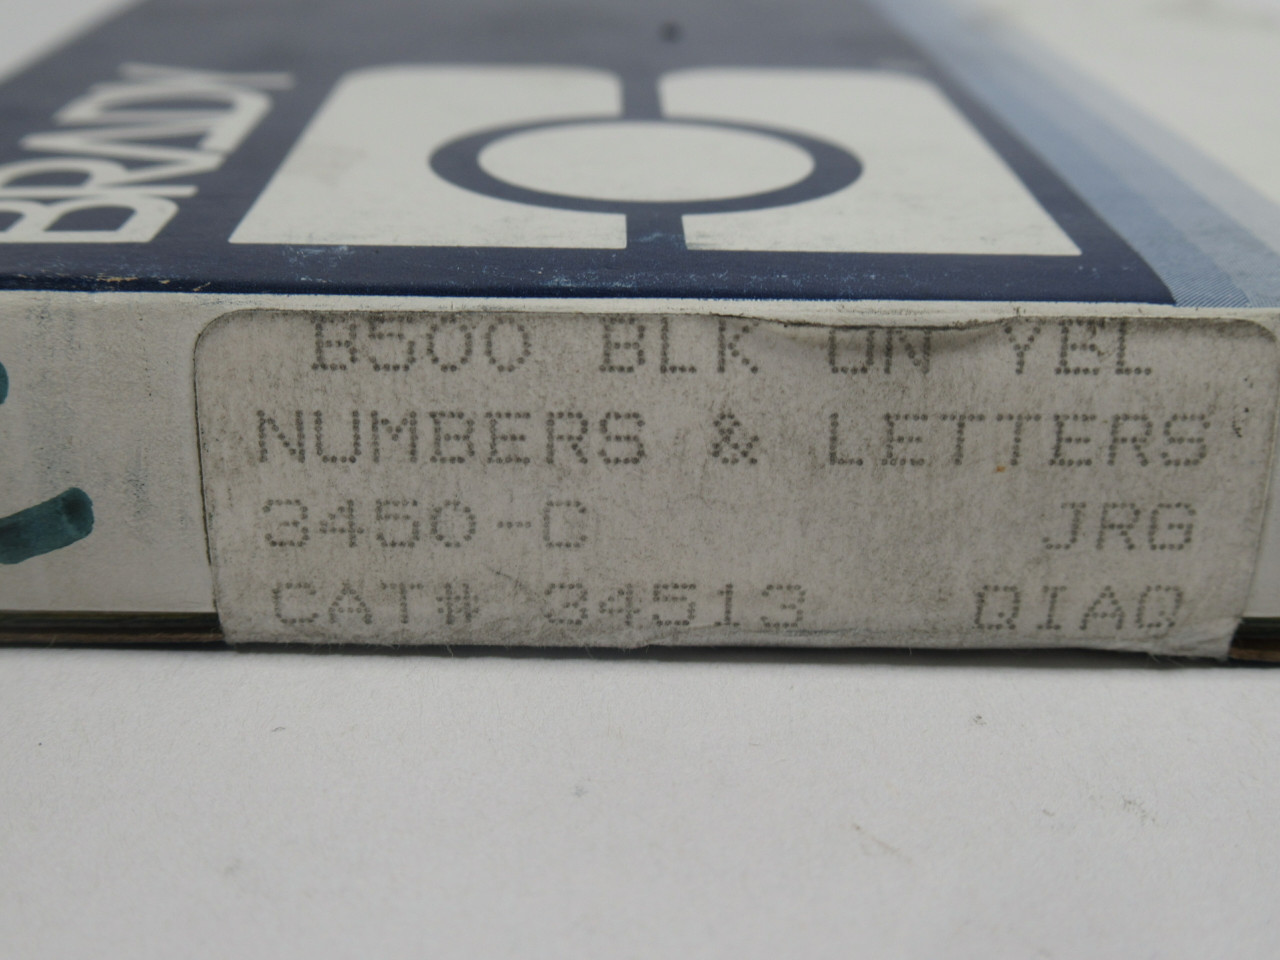 BRADY
B500 BLK ON YEL
NUMBERS & LETTERS
3450-C JRG
CAT# 34513 QIAQ